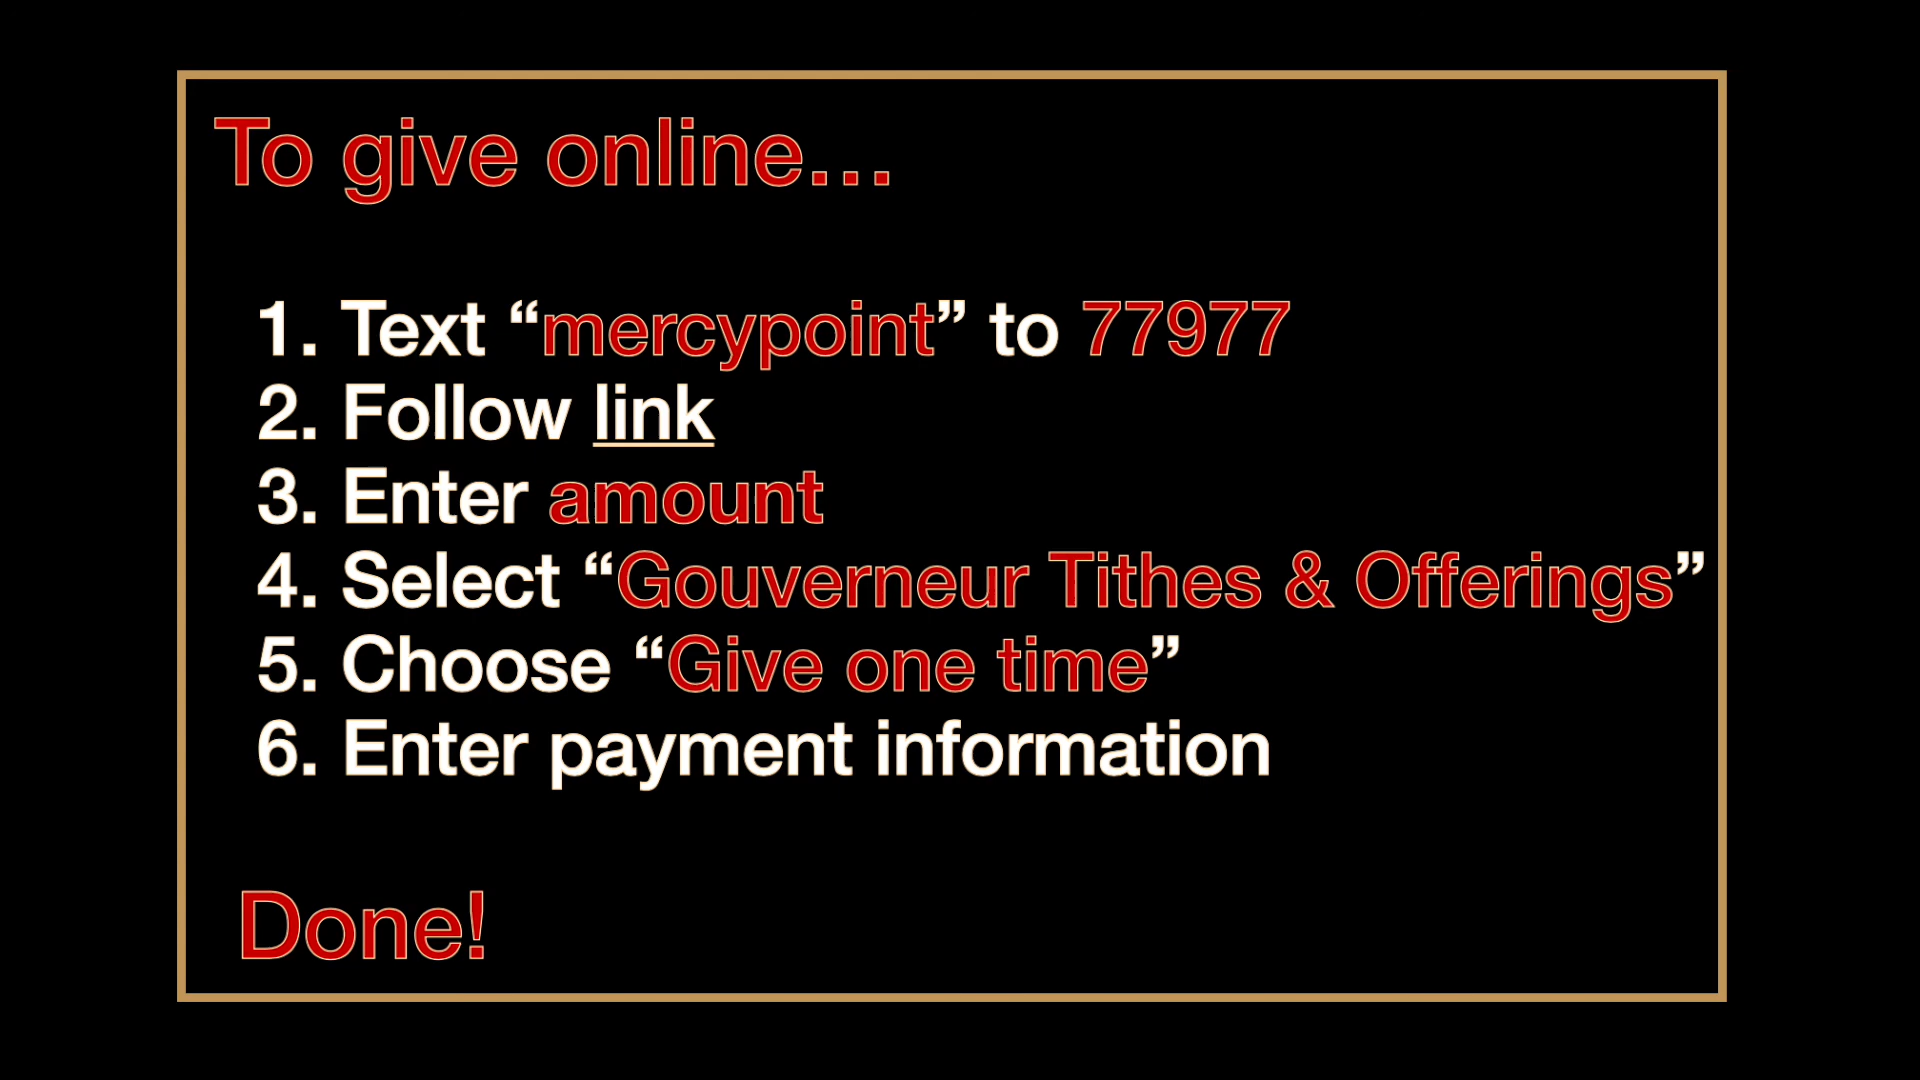 To give online...
1. Text “mercypoint” to 77977
2. Follow link
3. Enter amount
4. Select “Gouverneur Tithes & Offerings”
5. Choose “Give one time”
6. Enter payment information
Done!